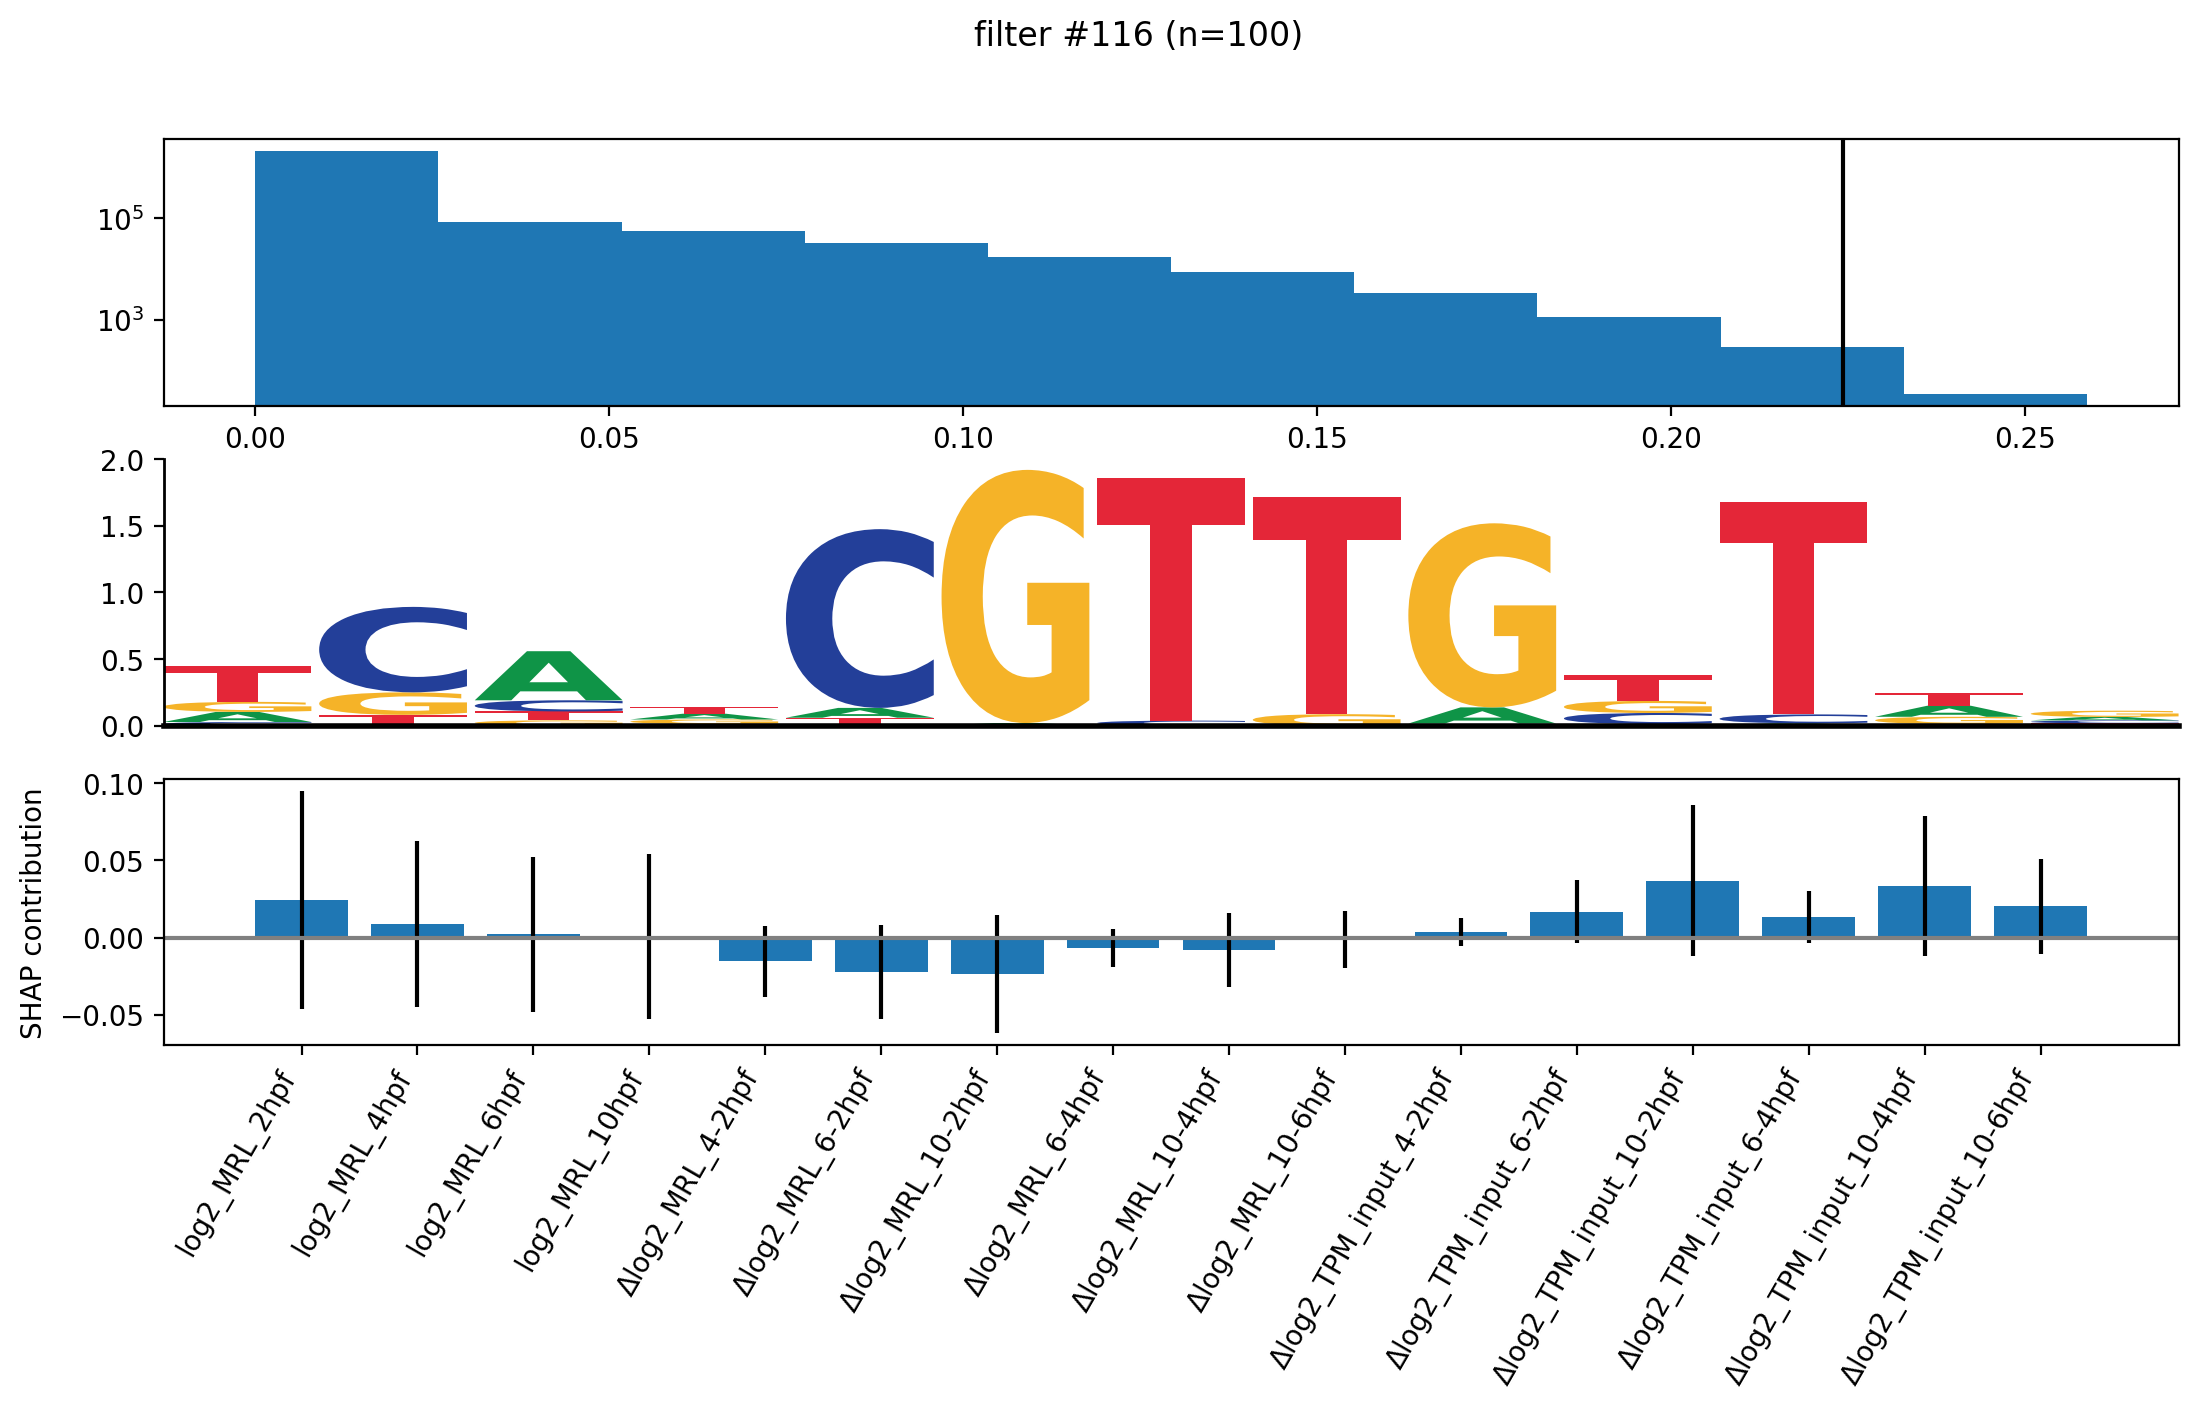 filter #116 (n=100)
10^5
10^3
0.00 0.05 0.10 0.15 0.20 0.25
2.0
1.5
1.0
0.5
0.0
T C A T C G T T G T T T G
G G C A A C G A G C A A
A T T G T C G C
0.10
0.05
0.00
−0.05
SHAP contribution
log2_MRL_2hpf
log2_MRL_4hpf
log2_MRL_6hpf
log2_MRL_10hpf
Δlog2_MRL_4-2hpf
Δlog2_MRL_6-2hpf
Δlog2_MRL_10-2hpf
Δlog2_MRL_6-4hpf
Δlog2_MRL_10-4hpf
Δlog2_MRL_10-6hpf
Δlog2_TPM_input_4-2hpf
Δlog2_TPM_input_6-2hpf
Δlog2_TPM_input_10-2hpf
Δlog2_TPM_input_6-4hpf
Δlog2_TPM_input_10-4hpf
Δlog2_TPM_input_10-6hpf